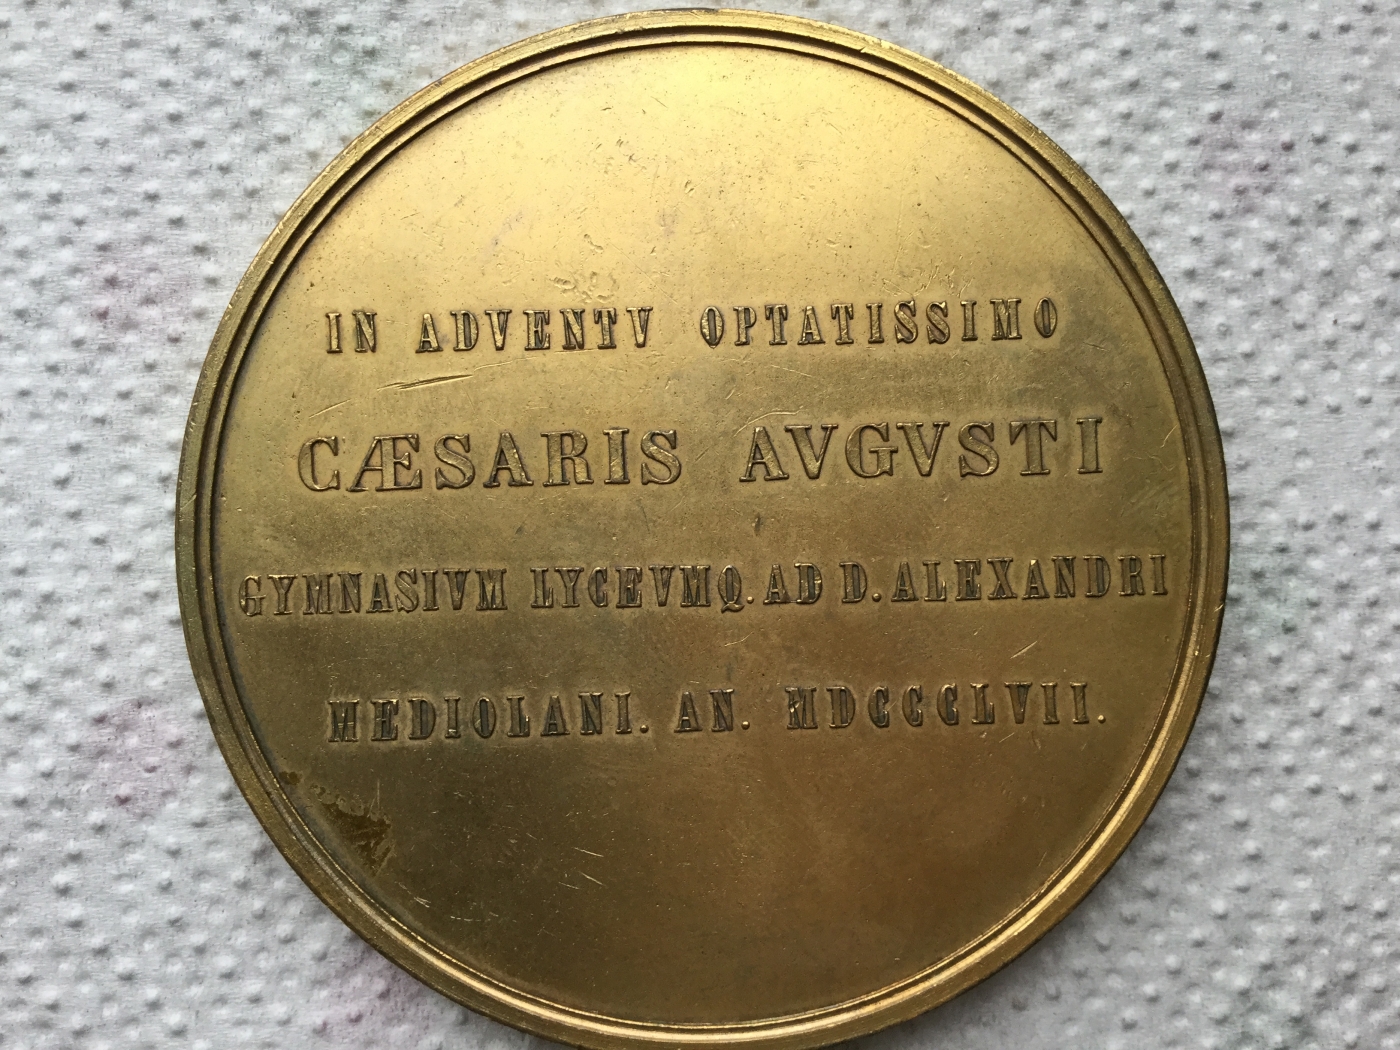 IN ADVENTV OPTATISSIMO
CÆSARIS AVGVSTI
GYMNASIVM LYCEVMQ. AD D. ALEXANDRI
MEDIOLANI. AN. MDCCCLVII.